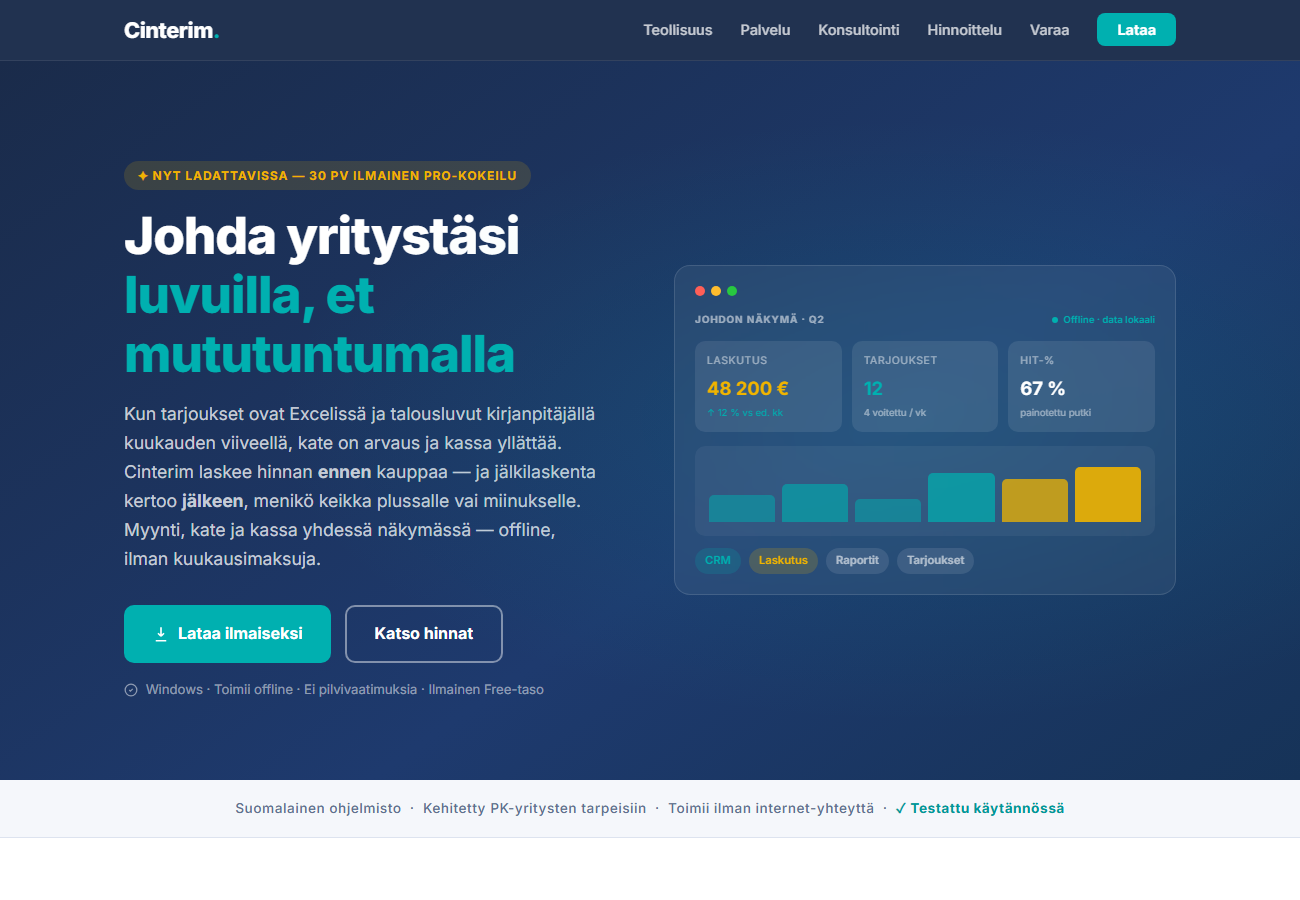 Cinterim.
Teollisuus Palvelu Konsultointi Hinnoittelu Varaa Lataa
✦ NYT LADATTAVISSA — 30 PV ILMAINEN PRO-KOKEILU
Johda yritystäsi
luvuilla, et
mututuntumalla
Kun tarjoukset ovat Excelissä ja talousluvut kirjanpitäjällä
kuukauden viiveellä, kate on arvaus ja kassa yllättää.
Cinterim laskee hinnan ennen kauppaa — ja jälkilaskenta
kertoo jälkeen, menikö keikka plussalle vai miinukselle.
Myynti, kate ja kassa yhdessä näkymässä — offline,
ilman kuukausimaksuja.
Lataa ilmaiseksi
Katso hinnat
Windows · Toimii offline · Ei pilvivaatimuksia · Ilmainen Free-taso
JOHDON NÄKYMÄ · Q2
● Offline · data lokaali
LASKUTUS
48 200 €
↑ 12 % vs ed. kk
TARJOUKSET
12
4 voitettu / vk
HIT-%
67 %
painotettu putki
CRM Laskutus Raportit Tarjoukset
Suomalainen ohjelmisto · Kehitetty PK-yritysten tarpeisiin · Toimii ilman internet-yhteyttä · ✓ Testattu käytännössä